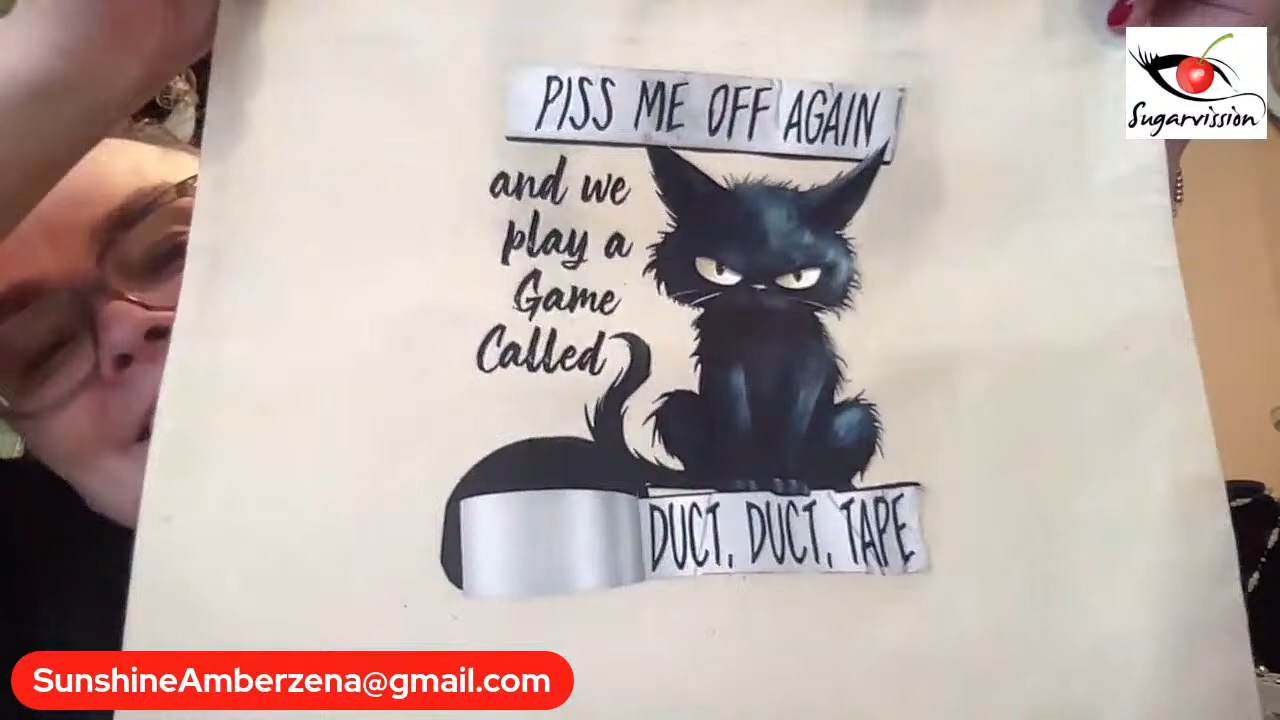 Sugarvission
PISS ME OFF AGAIN
and we
play a
Game
Called
DUCT, DUCT, TAPE
SunshineAmberzena@gmail.com